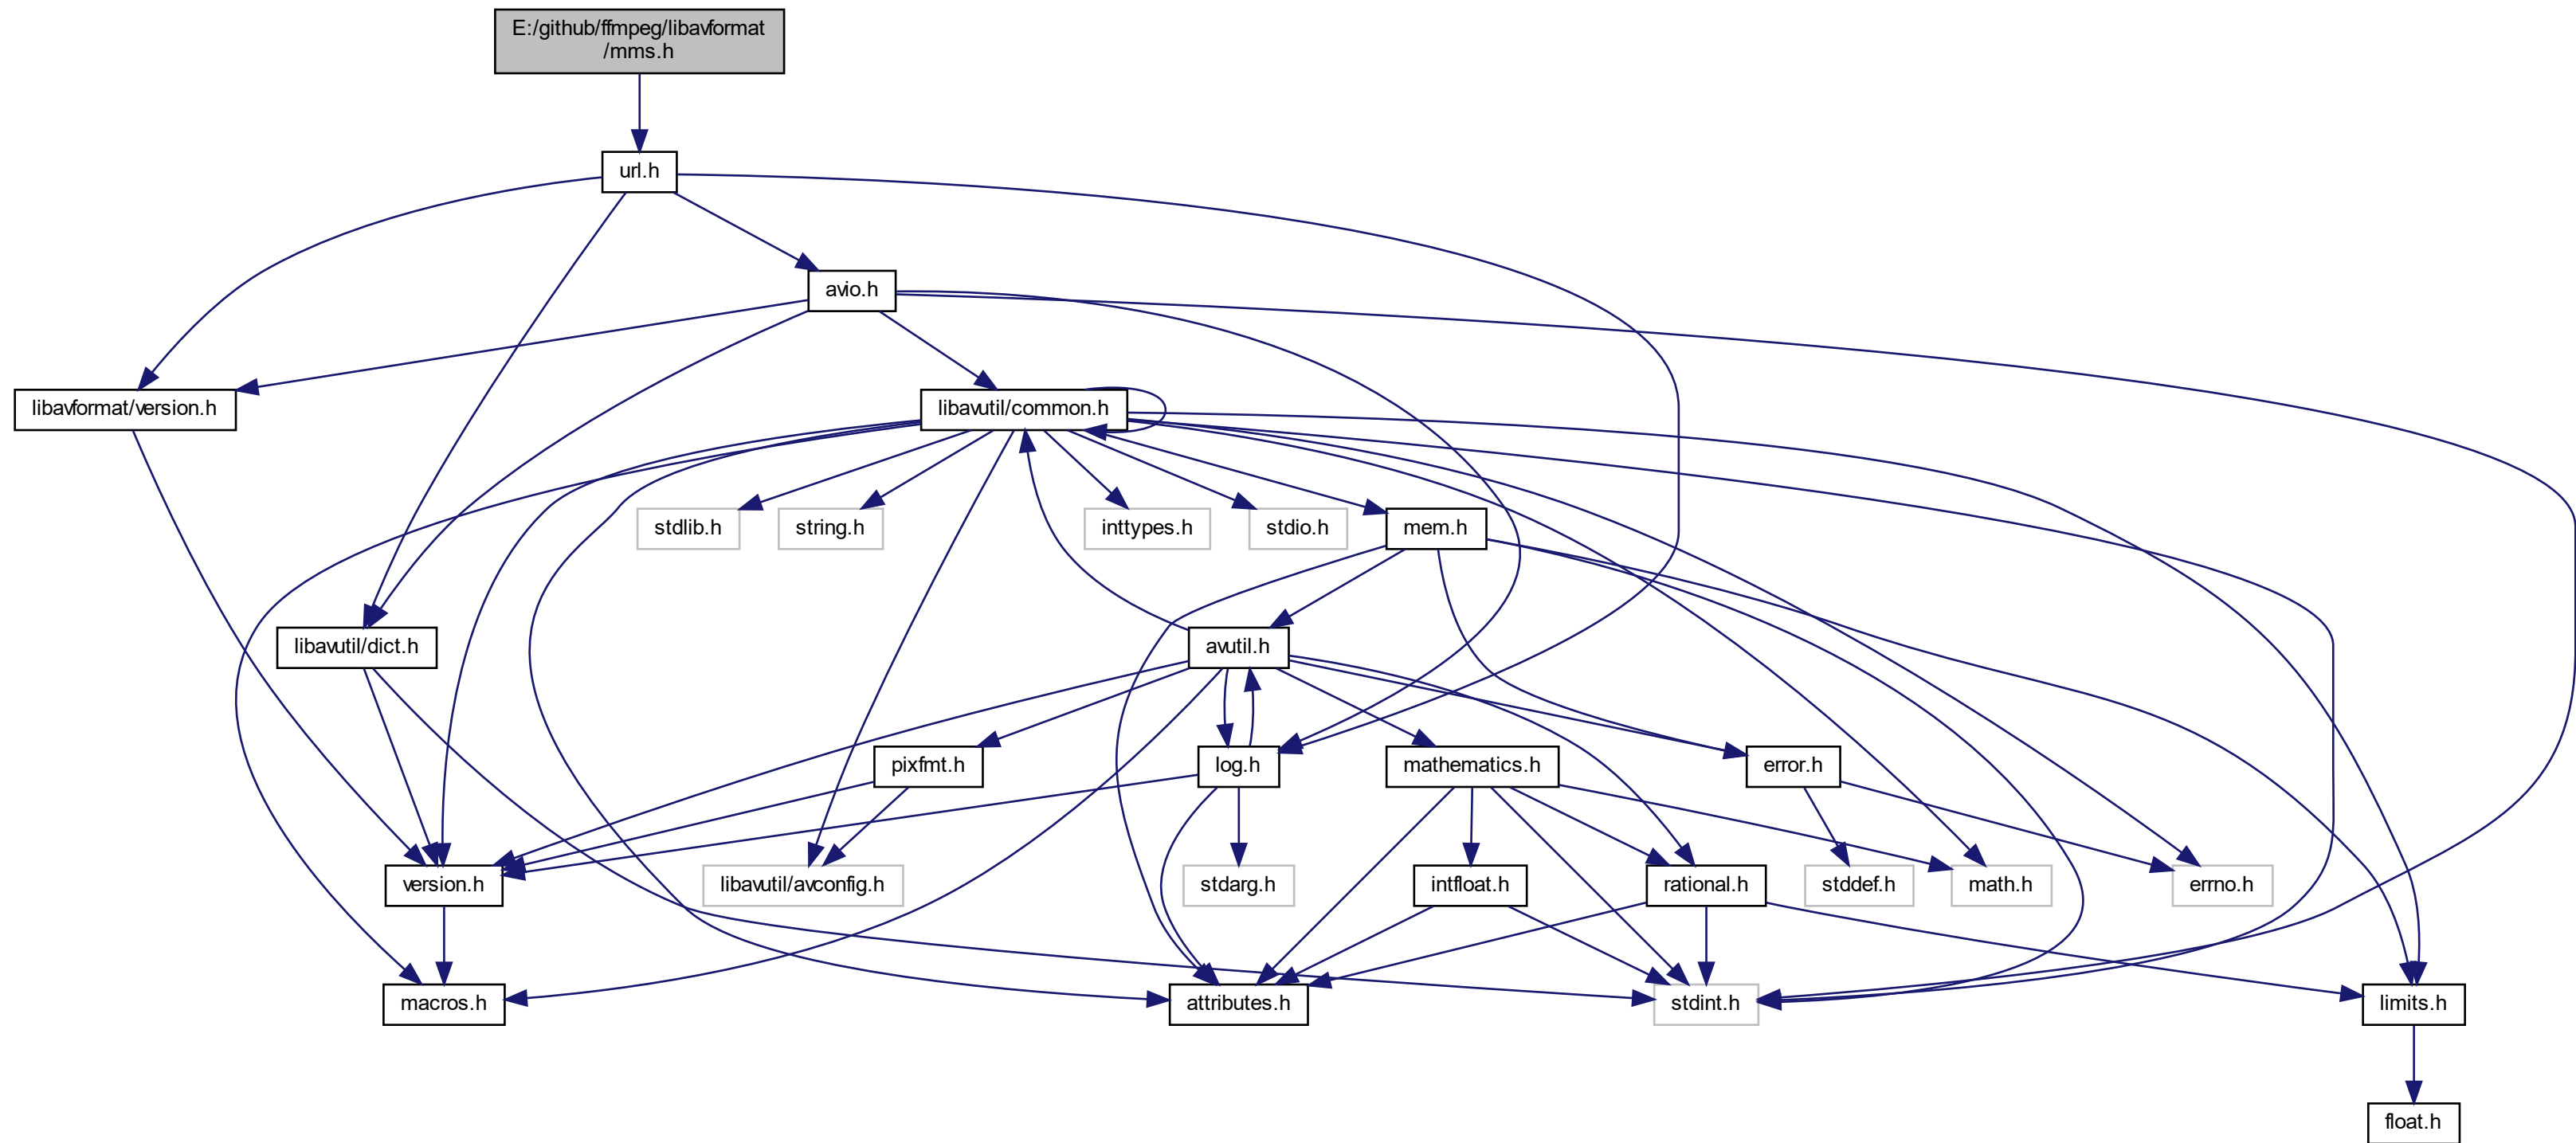 E:/github/ffmpeg/libavformat
/mms.h
url.h
avio.h
libavformat/version.h
libavutil/common.h
stdlib.h
string.h
inttypes.h
stdio.h
mem.h
libavutil/dict.h
avutil.h
pixfmt.h
log.h
mathematics.h
error.h
version.h
libavutil/avconfig.h
stdarg.h
intfloat.h
rational.h
stddef.h
math.h
errno.h
macros.h
attributes.h
stdint.h
limits.h
float.h